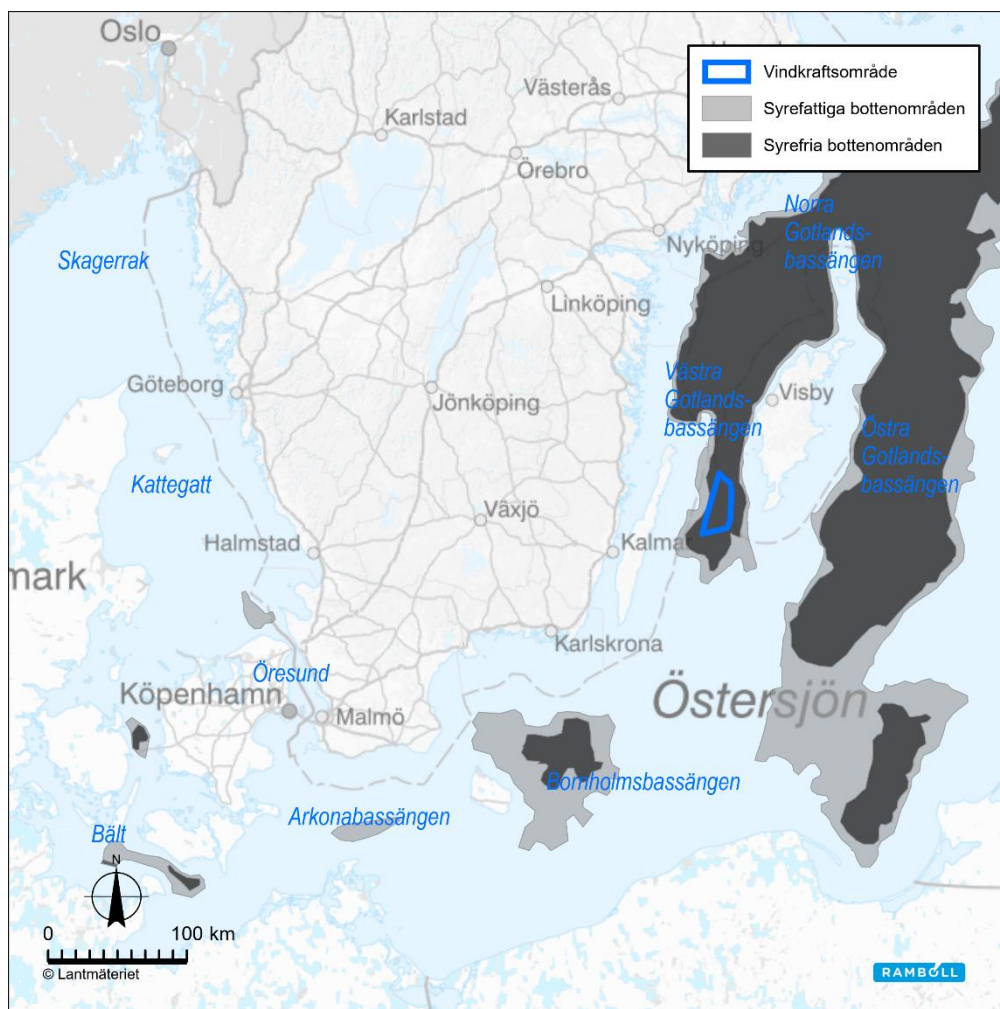 Oslo
Vindkraftsområde
Syrefattiga bottenområden
Syrefria bottenområden
Västerås
Karlstad
Örebro
Norra
Gotlands-
bassängen
Nyköping
Skagerrak
Linköping
Västra
Gotlands-
bassängen
Göteborg
Jönköping
Visby
Östra
Gotlands-
bassängen
Kattegatt
Växjö
Halmstad
Kalmar
mark
Karlskrona
Öresund
Köpenhamn
Malmö
Östersjön
Bornholmsbassängen
Arkonabassängen
Bält
N
0 100 km
© Lantmäteriet
RAMBOLL